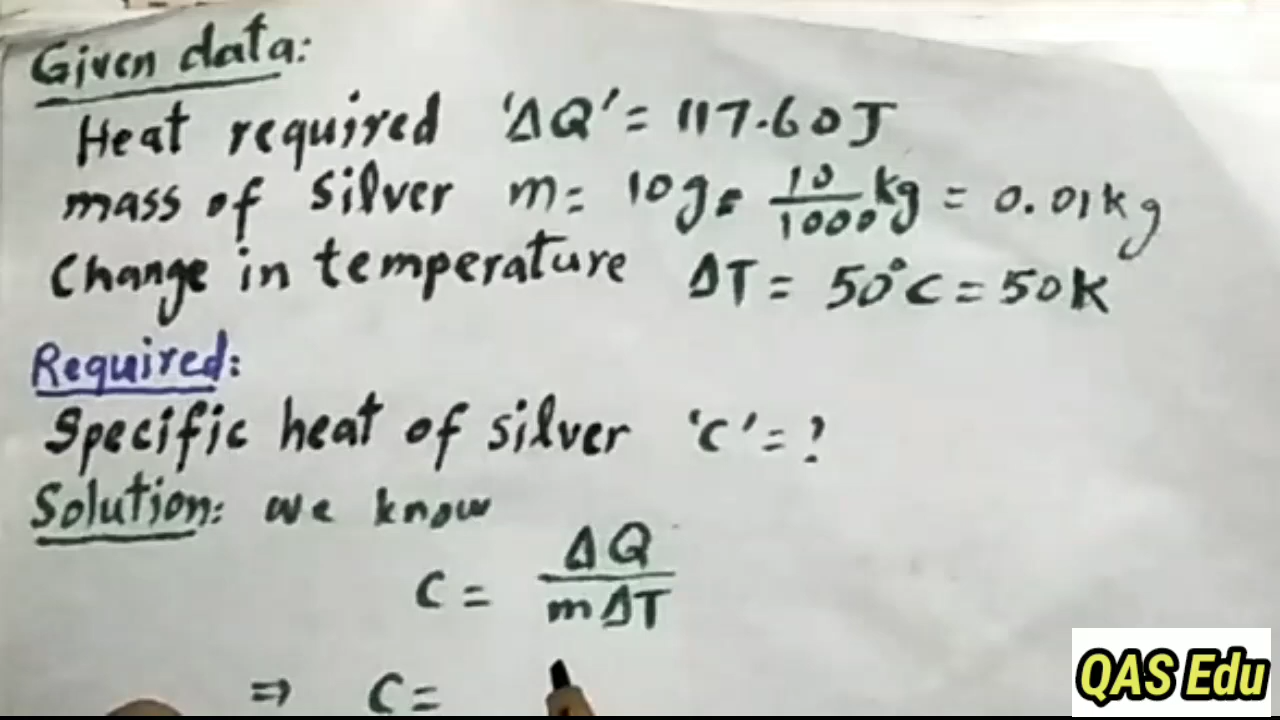 Given data:
Heat required 'ΔQ' = 117.60J
mass of silver m = 10g = 10/1000 kg = 0.01kg
Change in temperature ΔT = 50°C = 50K
Required:
Specific heat of silver 'C' = ?
Solution: we know
C = ΔQ/mΔT
⇒ C =
QAS Edu